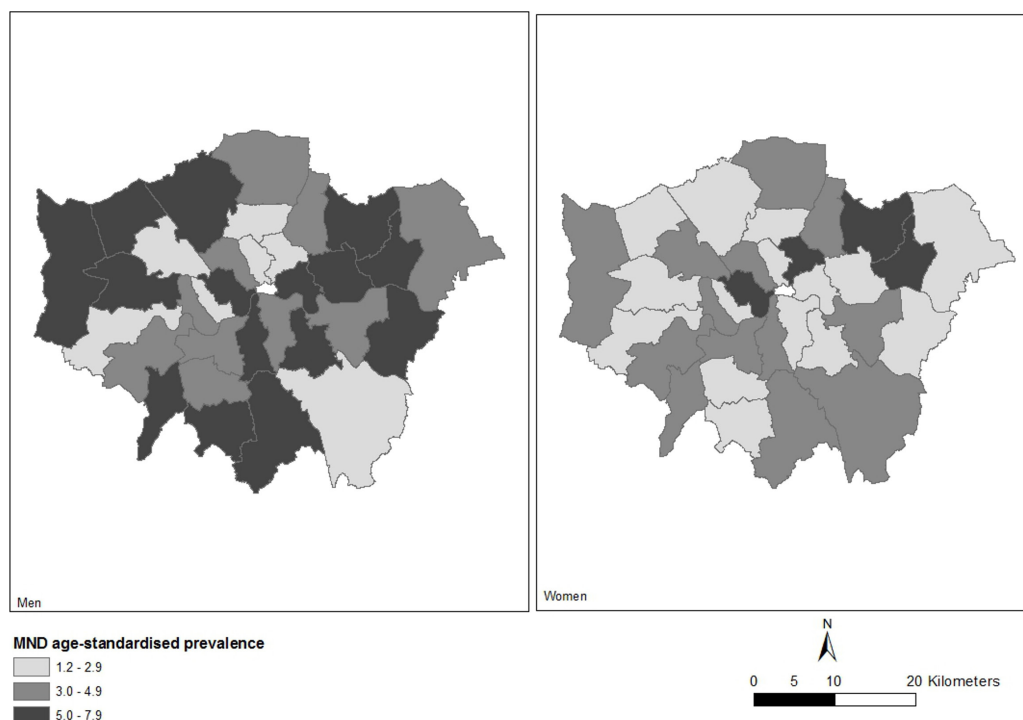 Men
Women
MND age-standardised prevalence
1.2 - 2.9
3.0 - 4.9
5.0 - 7.9
N
0 5 10 20 Kilometers